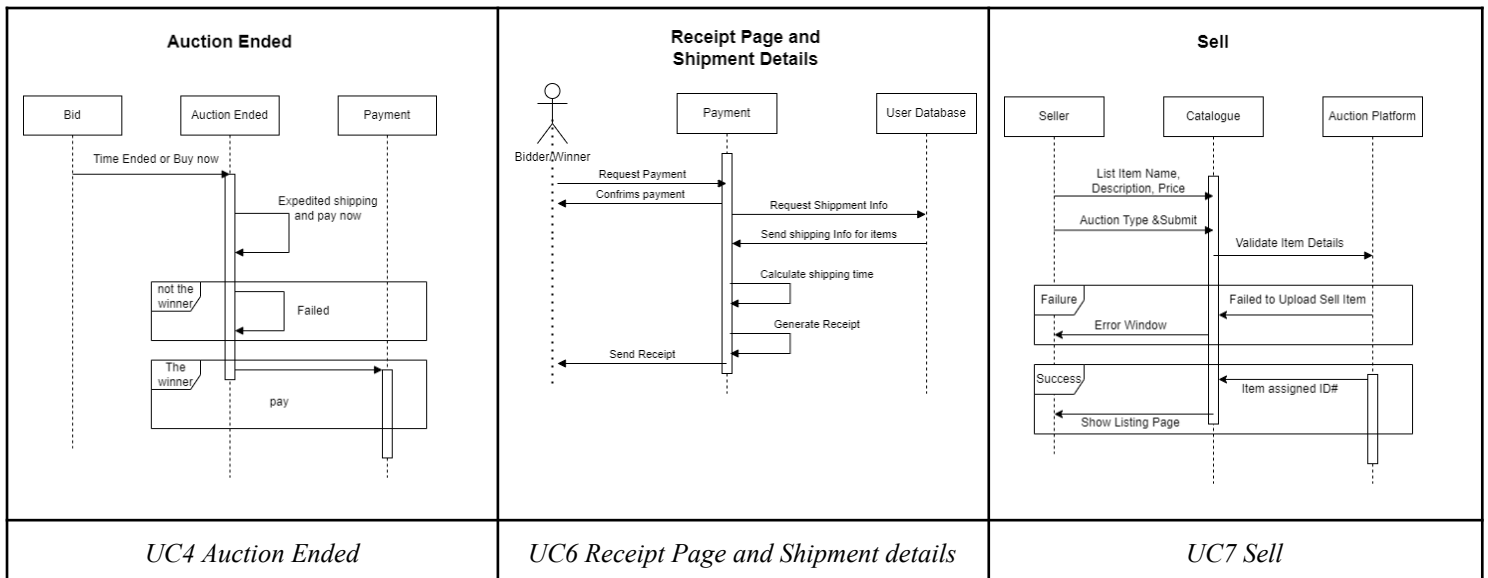 Auction Ended
Bid
Auction Ended
Payment
Time Ended or Buy now
Expedited shipping
and pay now
not the
winner
Failed
The
winner
pay
UC4 Auction Ended
Receipt Page and
Shipment Details
Payment
User Database
Bidder/Winner
Request Payment
Confrims payment
Request Shippment Info
Send shipping Info for items
Calculate shipping time
Generate Receipt
Send Receipt
UC6 Receipt Page and Shipment details
Sell
Seller
Catalogue
Auction Platform
List Item Name,
Description, Price
Auction Type &Submit
Validate Item Details
Failure
Failed to Upload Sell Item
Error Window
Success
Item assigned ID#
Show Listing Page
UC7 Sell